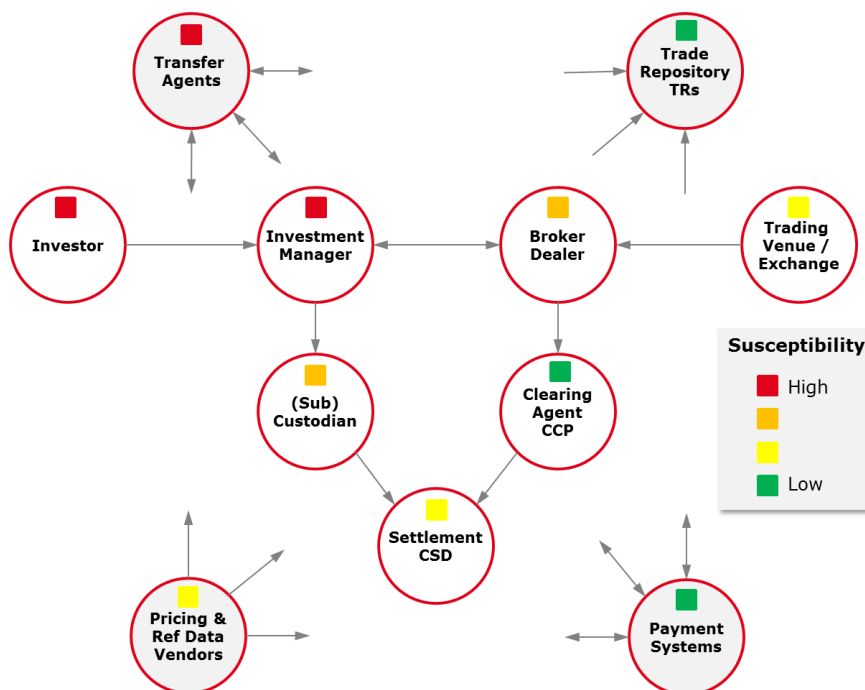 Transfer
Agents
Trade
Repository
TRs
Investor
Investment
Manager
Broker
Dealer
Trading
Venue /
Exchange
Susceptibility
High
Low
(Sub)
Custodian
Clearing
Agent
CCP
Settlement
CSD
Pricing &
Ref Data
Vendors
Payment
Systems